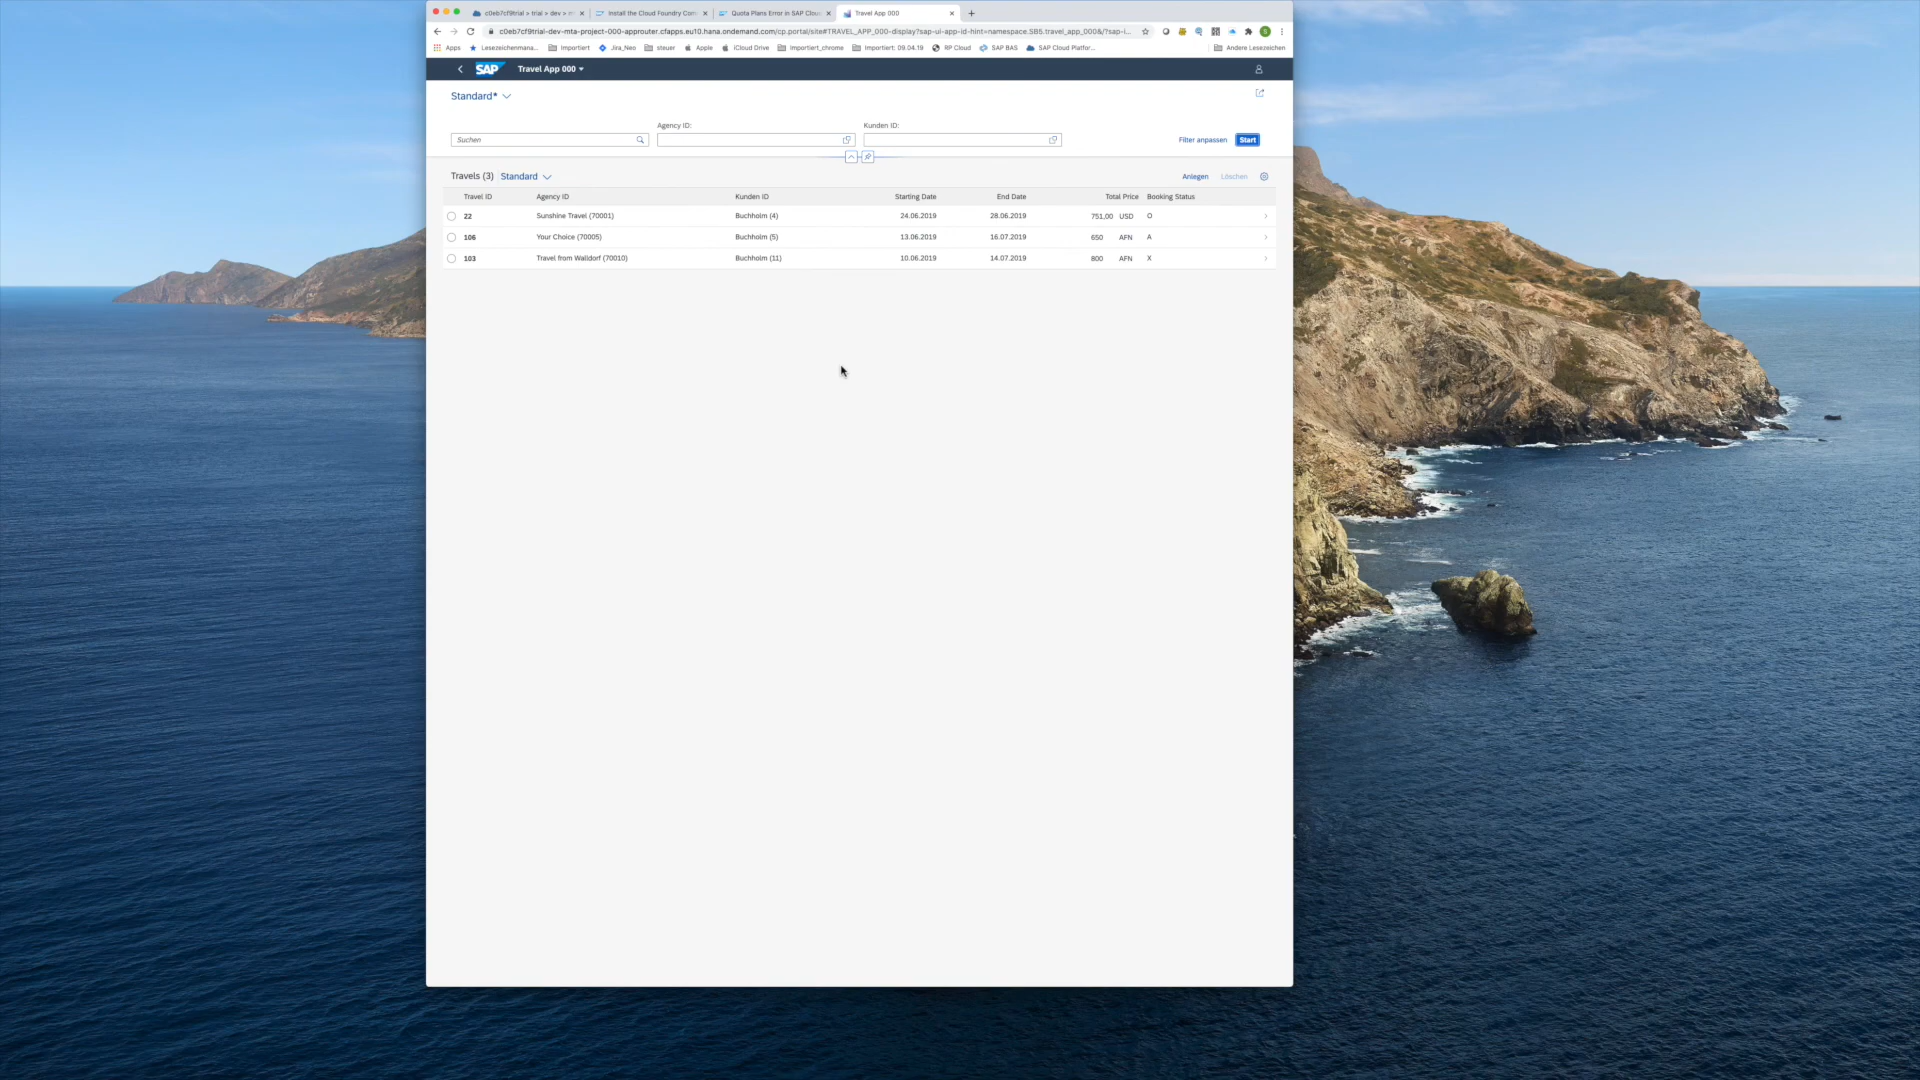 c0eb7cf9trial > trial > dev > m
Install the Cloud Foundry Com
Quota Plans Error in SAP Cloud
Travel App 000
c0eb7cf9trial-dev-mta-project-000-approuter.cfapps.eu10.hana.ondemand.com/cp.portal/site#TRAVEL_APP_000-display?sap-ui-app-id-hint=namespace.SB5.travel_app_000&/?sap-i...
Apps Lesezeichenmana... Importiert Jira_Neo steuer Apple iCloud Drive Importiert_chrome Importiert: 09.04.19 RP Cloud SAP BAS SAP Cloud Platfor... Andere Lesezeichen
SAP Travel App 000
Standard*
Agency ID: Kunden ID:
Suchen Filter anpassen Start
Travels (3) Standard Anlegen Löschen
Travel ID Agency ID Kunden ID Starting Date End Date Total Price Booking Status
22 Sunshine Travel (70001) Buchholm (4) 24.06.2019 28.06.2019 751,00 USD O
106 Your Choice (70005) Buchholm (5) 13.06.2019 16.07.2019 650 AFN A
103 Travel from Walldorf (70010) Buchholm (11) 10.06.2019 14.07.2019 800 AFN X